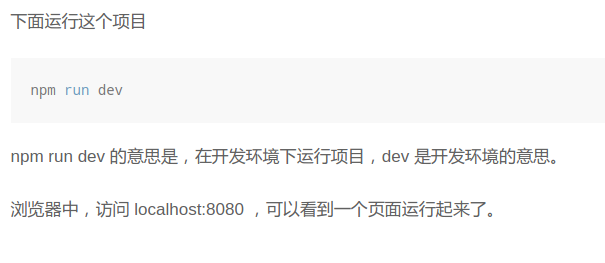 下面运行这个项目
npm run dev
npm run dev 的意思是，在开发环境下运行项目，dev 是开发环境的意思。
浏览器中，访问 localhost:8080 ，可以看到一个页面运行起来了。